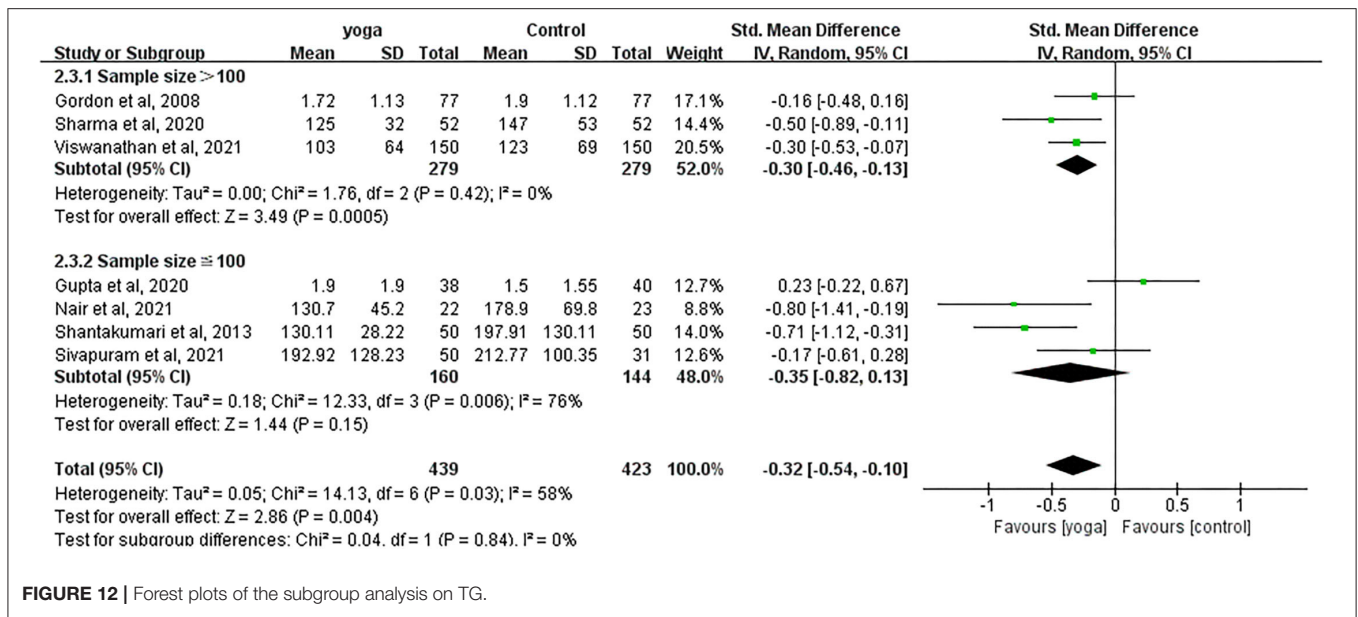 yoga Control Std. Mean Difference Std. Mean Difference
Study or Subgroup Mean SD Total Mean SD Total Weight IV, Random, 95% CI IV, Random, 95% CI
2.3.1 Sample size >100
Gordon et al, 2008 1.72 1.13 77 1.9 1.12 77 17.1% -0.16 [-0.48, 0.16]
Sharma et al, 2020 125 32 52 147 53 52 14.4% -0.50 [-0.89, -0.11]
Viswanathan et al, 2021 103 64 150 123 69 150 20.5% -0.30 [-0.53, -0.07]
Subtotal (95% CI) 279 279 52.0% -0.30 [-0.46, -0.13]
Heterogeneity: Tau² = 0.00; Chi² = 1.76, df = 2 (P = 0.42); I² = 0%
Test for overall effect: Z = 3.49 (P = 0.0005)
2.3.2 Sample size ≦100
Gupta et al, 2020 1.9 1.9 38 1.5 1.55 40 12.7% 0.23 [-0.22, 0.67]
Nair et al, 2021 130.7 45.2 22 178.9 69.8 23 8.8% -0.80 [-1.41, -0.19]
Shantakumari et al, 2013 130.11 28.22 50 197.91 130.11 50 14.0% -0.71 [-1.12, -0.31]
Sivapuram et al, 2021 192.92 128.23 50 212.77 100.35 31 12.6% -0.17 [-0.61, 0.28]
Subtotal (95% CI) 160 144 48.0% -0.35 [-0.82, 0.13]
Heterogeneity: Tau² = 0.18; Chi² = 12.33, df = 3 (P = 0.006); I² = 76%
Test for overall effect: Z = 1.44 (P = 0.15)
Total (95% CI) 439 423 100.0% -0.32 [-0.54, -0.10]
Heterogeneity: Tau² = 0.05; Chi² = 14.13, df = 6 (P = 0.03); I² = 58%
Test for overall effect: Z = 2.86 (P = 0.004)
Test for subgroup differences: Chi² = 0.04, df = 1 (P = 0.84), I² = 0%
-1 -0.5 0 0.5 1
Favours [yoga] Favours [control]
FIGURE 12 | Forest plots of the subgroup analysis on TG.